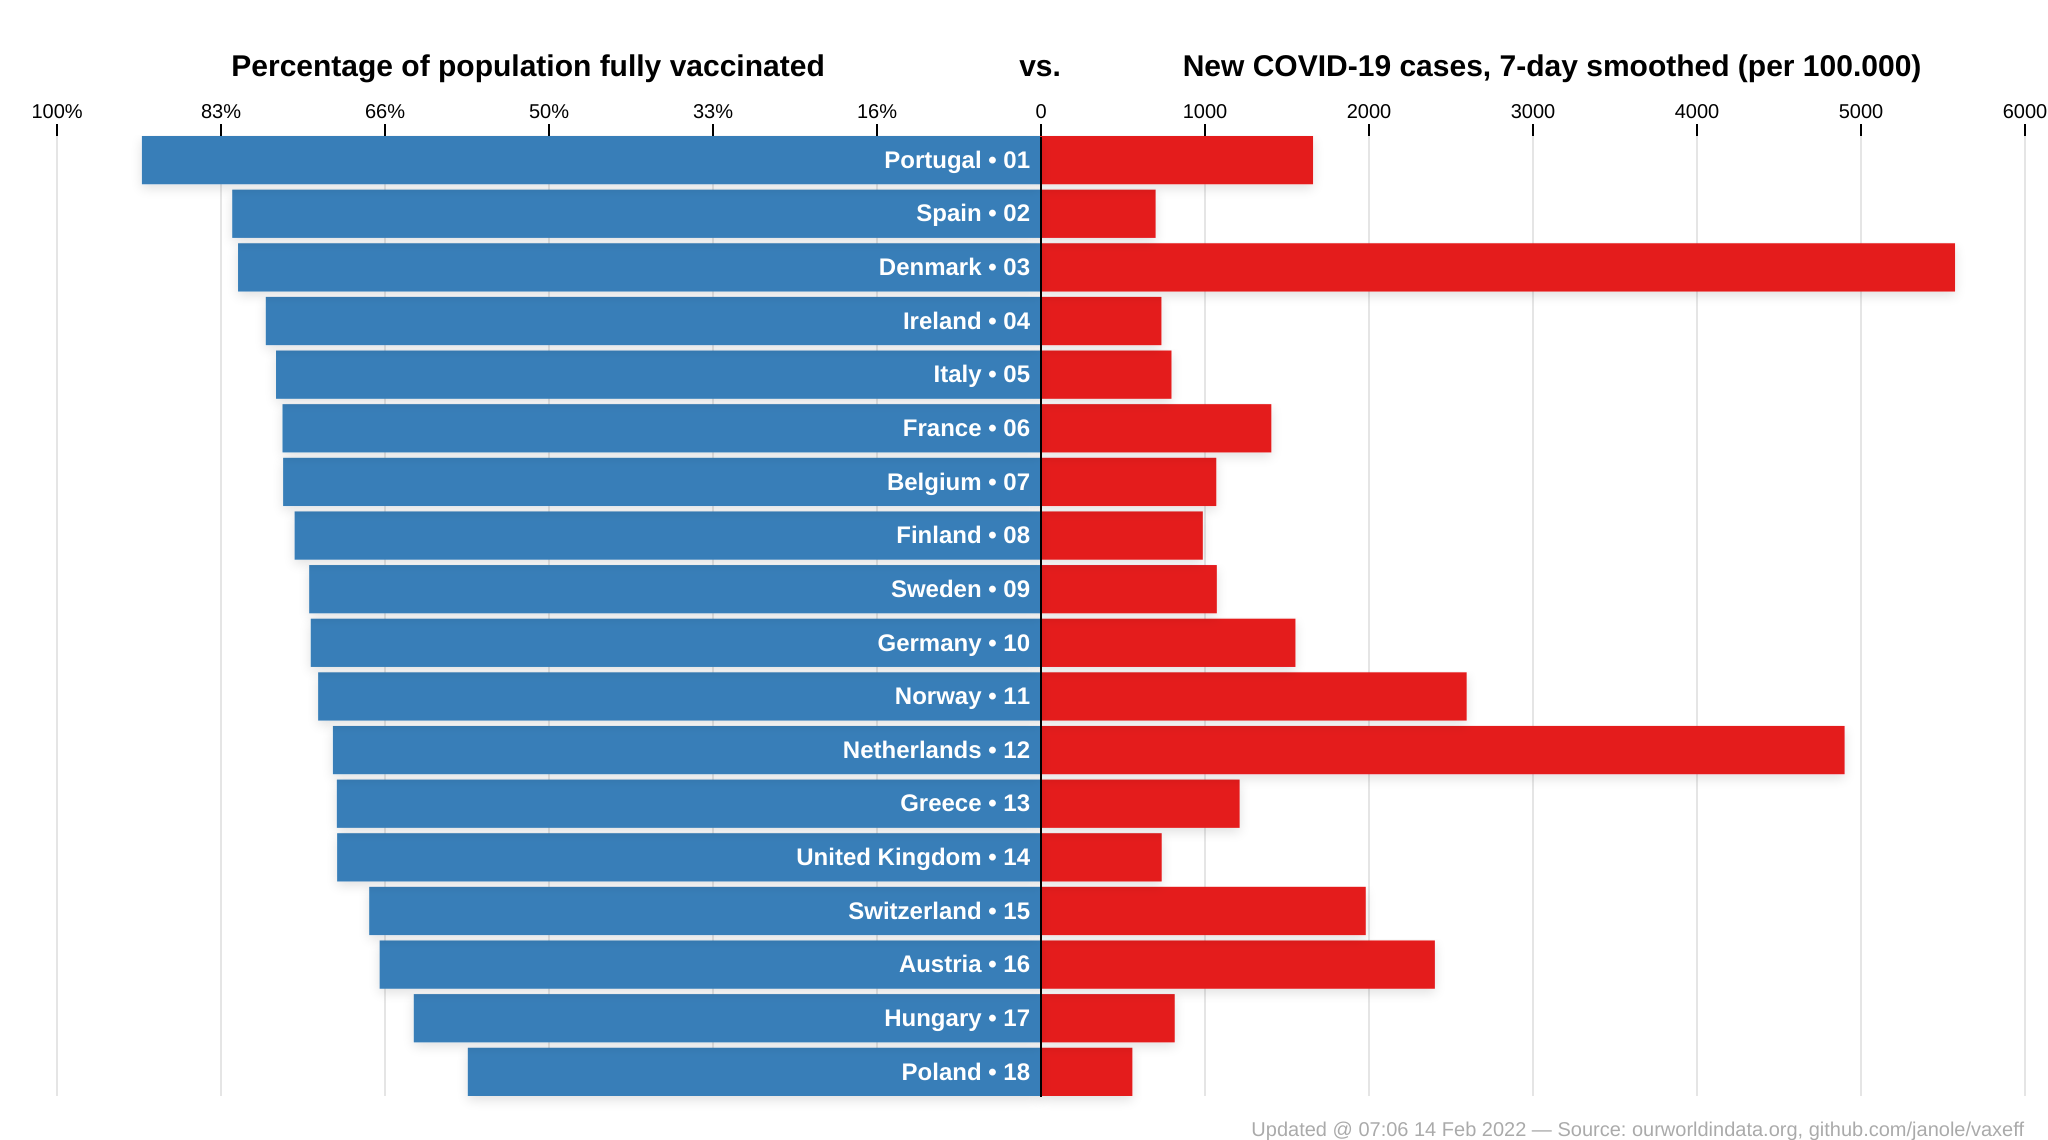 Percentage of population fully vaccinated vs. New COVID-19 cases, 7-day smoothed (per 100.000)
100% 83% 66% 50% 33% 16% 0 1000 2000 3000 4000 5000 6000
Portugal • 01
Spain • 02
Denmark • 03
Ireland • 04
Italy • 05
France • 06
Belgium • 07
Finland • 08
Sweden • 09
Germany • 10
Norway • 11
Netherlands • 12
Greece • 13
United Kingdom • 14
Switzerland • 15
Austria • 16
Hungary • 17
Poland • 18
Updated @ 07:06 14 Feb 2022 — Source: ourworldindata.org, github.com/janole/vaxeff